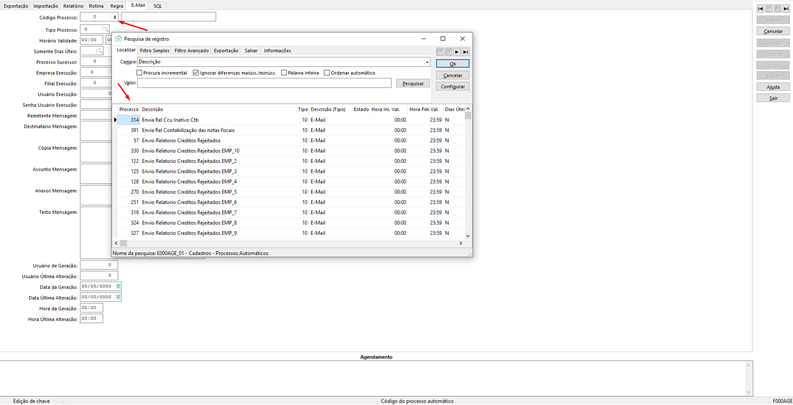 Exportação Importação Relatório Rotina Regra E-Mail SQL
Código Processo: 0
Tipo Processo: 0
Horário Validade: 00:00
Somente Dias Úteis:
Processo Sucessor: 0
Empresa Execução:
Filial Execução:
Usuário Execução:
Senha Usuário Execução:
Remetente Mensagem:
Destinatário Mensagem:
Cópia Mensagem:
Assunto Mensagem:
Anexos Mensagem:
Texto Mensagem:
Usuário de Geração: 0
Usuário Última Alteração: 0
Data da Geração: 00/00/0000
Data Última Alteração: 00/00/0000
Hora da Geração: 00:00
Hora Última Alteração: 00:00
Pesquisa de registro
Localizar Filtro Simples Filtro Avançado Exportação Salvar Informações
Campo: Descrição
Procura incremental Ignorar diferenças maiúsc./minúsc. Palavra inteira Ordenar automático
Valor:
Pesquisar
Ok
Cancelar
Configurar
Processo Descrição Tipo Descrição (Tipo) Estado Hora Ini. Val. Hora Fim Val. Dias Úteis
314 Envia Rel Ccu Inativo Ctb 10 E-Mail 00:00 23:59 N
391 Envia Rel Contabilização das notas fiscais 10 E-Mail 00:00 23:59 N
57 Envio Relatorio Creditos Rejeitados 10 E-Mail 00:00 23:59 N
330 Envio Relatorio Creditos Rejeitados EMP_10 10 E-Mail 00:00 23:59 N
122 Envio Relatorio Creditos Rejeitados EMP_2 10 E-Mail 00:00 23:59 N
125 Envio Relatorio Creditos Rejeitados EMP_3 10 E-Mail 00:00 23:59 N
128 Envio Relatorio Creditos Rejeitados EMP_4 10 E-Mail 00:00 23:59 N
270 Envio Relatorio Creditos Rejeitados EMP_5 10 E-Mail 00:00 23:59 N
251 Envio Relatorio Creditos Rejeitados EMP_6 10 E-Mail 00:00 23:59 N
319 Envio Relatorio Creditos Rejeitados EMP_7 10 E-Mail 00:00 23:59 N
324 Envio Relatorio Creditos Rejeitados EMP_8 10 E-Mail 00:00 23:59 N
327 Envio Relatorio Creditos Rejeitados EMP_9 10 E-Mail 00:00 23:59 N
Nome da pesquisa: E000AGE_01 - Cadastros - Processos Automáticos
Cancelar
Ajuda
Sair
Agendamento
Edição de chave Código do processo automático F000AGE